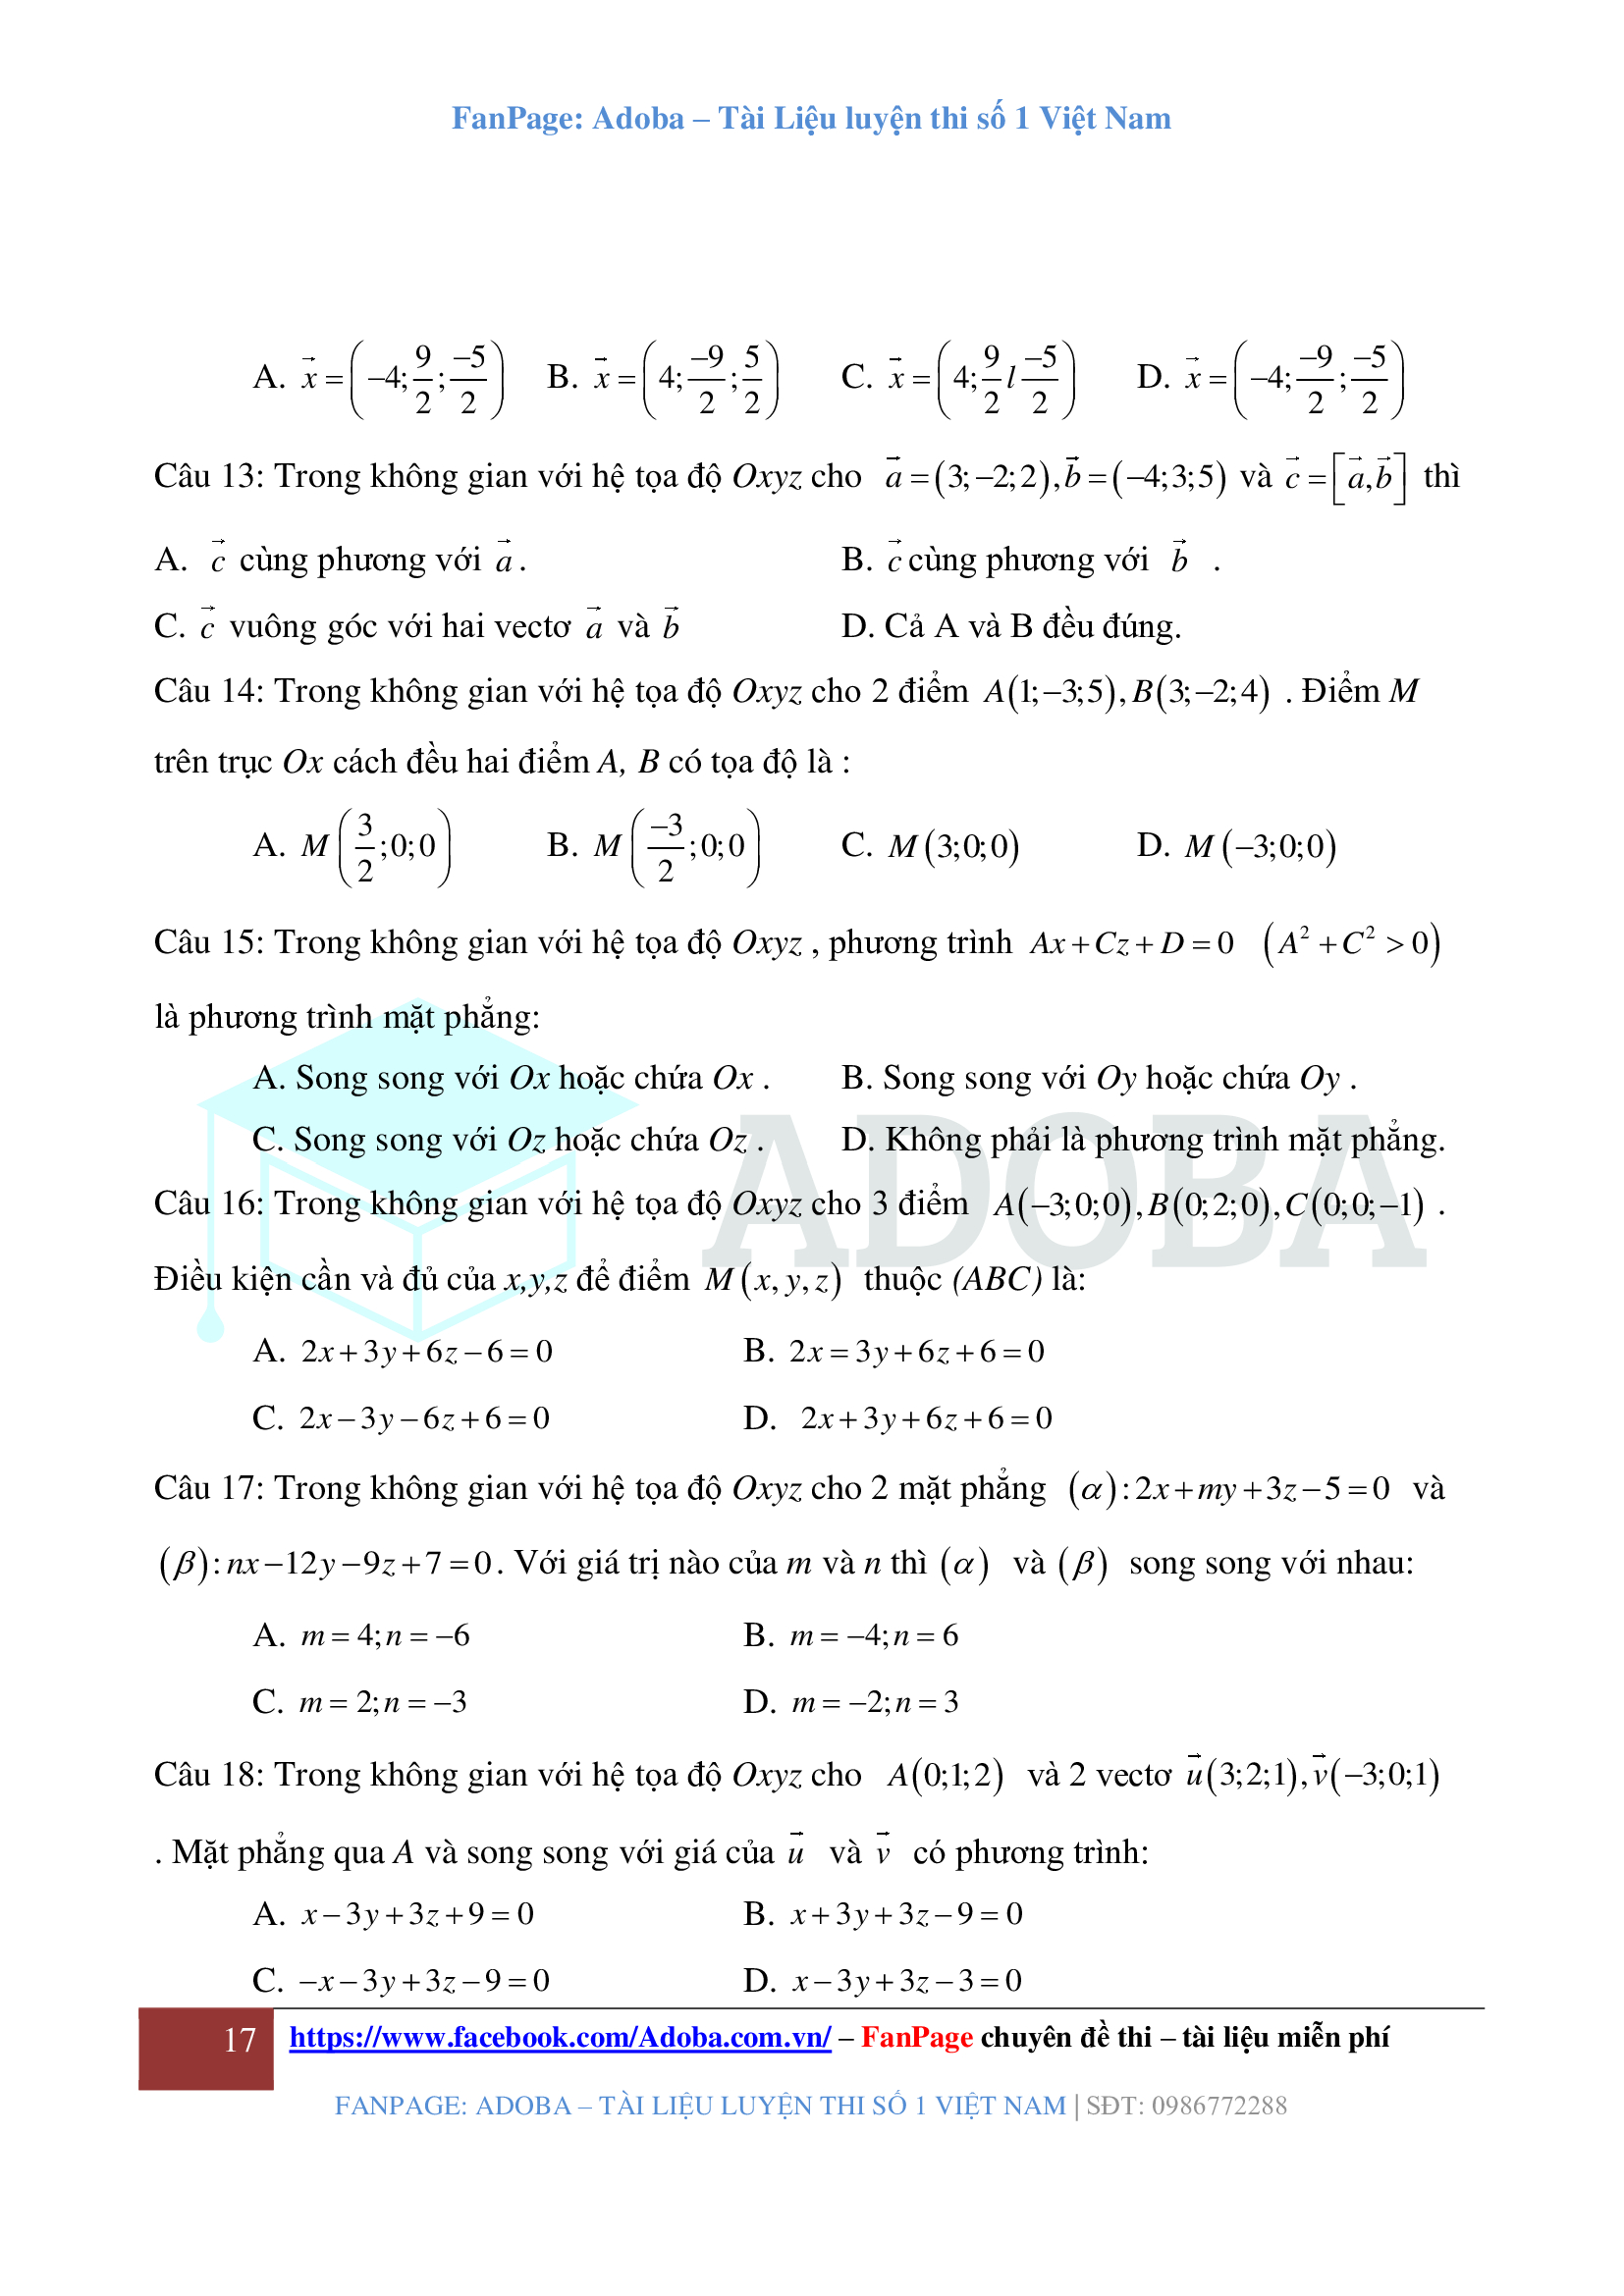 FanPage: Adoba – Tài Liệu luyện thi số 1 Việt Nam
A. $\vec{x}=\left(-4;\frac{9}{2};\frac{-5}{2}\right)$ B. $\vec{x}=\left(4;\frac{-9}{2};\frac{5}{2}\right)$ C. $\vec{x}=\left(4;\frac{9}{2}l\frac{-5}{2}\right)$ D. $\vec{x}=\left(-4;\frac{-9}{2};\frac{-5}{2}\right)$
Câu 13: Trong không gian với hệ tọa độ Oxyz cho $\vec{a}=(3;-2;2),\vec{b}=(-4;3;5)$ và $\vec{c}=\left[\vec{a},\vec{b}\right]$ thì
A. $\vec{c}$ cùng phương với $\vec{a}$. B. $\vec{c}$ cùng phương với $\vec{b}$ .
C. $\vec{c}$ vuông góc với hai vectơ $\vec{a}$ và $\vec{b}$ D. Cả A và B đều đúng.
Câu 14: Trong không gian với hệ tọa độ Oxyz cho 2 điểm A(1;−3;5), B(3;−2;4) . Điểm M
trên trục Ox cách đều hai điểm A, B có tọa độ là :
A. $M\left(\frac{3}{2};0;0\right)$ B. $M\left(\frac{-3}{2};0;0\right)$ C. M(3;0;0) D. M(−3;0;0)
Câu 15: Trong không gian với hệ tọa độ Oxyz , phương trình Ax + Cz + D = 0 (A² + C² > 0)
là phương trình mặt phẳng:
A. Song song với Ox hoặc chứa Ox . B. Song song với Oy hoặc chứa Oy .
C. Song song với Oz hoặc chứa Oz . D. Không phải là phương trình mặt phẳng.
ADOBA
Câu 16: Trong không gian với hệ tọa độ Oxyz cho 3 điểm A(−3;0;0), B(0;2;0), C(0;0;−1) .
Điều kiện cần và đủ của x,y,z để điểm M(x, y, z) thuộc (ABC) là:
A. 2x + 3y + 6z − 6 = 0 B. 2x = 3y + 6z + 6 = 0
C. 2x − 3y − 6z + 6 = 0 D. 2x + 3y + 6z + 6 = 0
Câu 17: Trong không gian với hệ tọa độ Oxyz cho 2 mặt phẳng (α): 2x + my + 3z − 5 = 0 và
(β): nx − 12y − 9z + 7 = 0. Với giá trị nào của m và n thì (α) và (β) song song với nhau:
A. m = 4; n = −6 B. m = −4; n = 6
C. m = 2; n = −3 D. m = −2; n = 3
Câu 18: Trong không gian với hệ tọa độ Oxyz cho A(0;1;2) và 2 vectơ $\vec{u}(3;2;1),\vec{v}(-3;0;1)$
. Mặt phẳng qua A và song song với giá của $\vec{u}$ và $\vec{v}$ có phương trình:
A. x − 3y + 3z + 9 = 0 B. x + 3y + 3z − 9 = 0
C. −x − 3y + 3z − 9 = 0 D. x − 3y + 3z − 3 = 0
17 https://www.facebook.com/Adoba.com.vn/ – FanPage chuyên đề thi – tài liệu miễn phí
FANPAGE: ADOBA – TÀI LIỆU LUYỆN THI SỐ 1 VIỆT NAM | SĐT: 0986772288